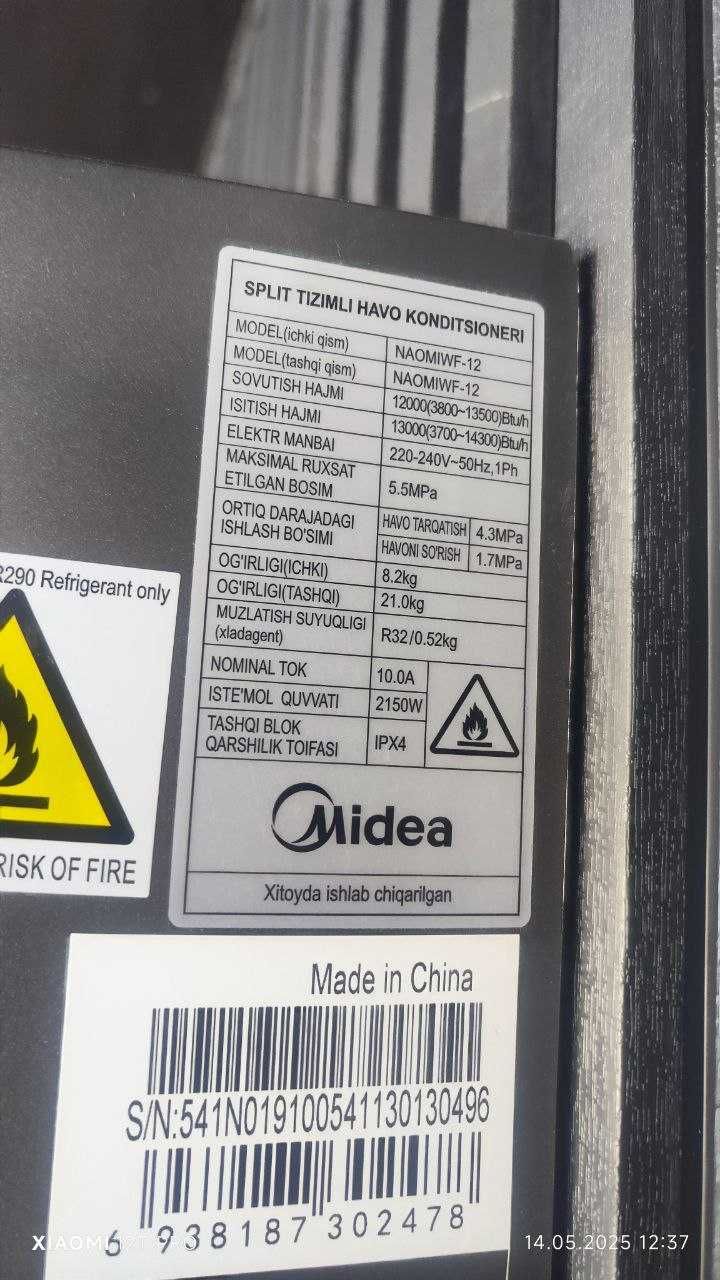 SPLIT TIZIMLI HAVO KONDITSIONERI
MODEL(ichki qism) NAOMIWF-12
MODEL(tashqi qism) NAOMIWF-12
SOVUTISH HAJMI 12000(3800~13500)Btu/h
ISITISH HAJMI 13000(3700~14300)Btu/h
ELEKTR MANBAI 220-240V~50Hz,1Ph
MAKSIMAL RUXSAT
ETILGAN BOSIM 5.5MPa
ORTIQ DARAJADAGI
ISHLASH BO'SIMI
HAVO TARQATISH 4.3MPa
HAVONI SO'RISH 1.7MPa
OG'IRLIGI(ICHKI) 8.2kg
OG'IRLIGI(TASHQI) 21.0kg
MUZLATISH SUYUQLIGI
(xladagent) R32/0.52kg
NOMINAL TOK 10.0A
ISTE'MOL QUVVATI 2150W
TASHQI BLOK
QARSHILIK TOIFASI IPX4
Midea
Xitoyda ishlab chiqarilgan
R290 Refrigerant only
RISK OF FIRE
Made in China
S/N:541N019100541130130496
6 938187 302478
XIAOMI 12T PRO
14.05.2025 12:37